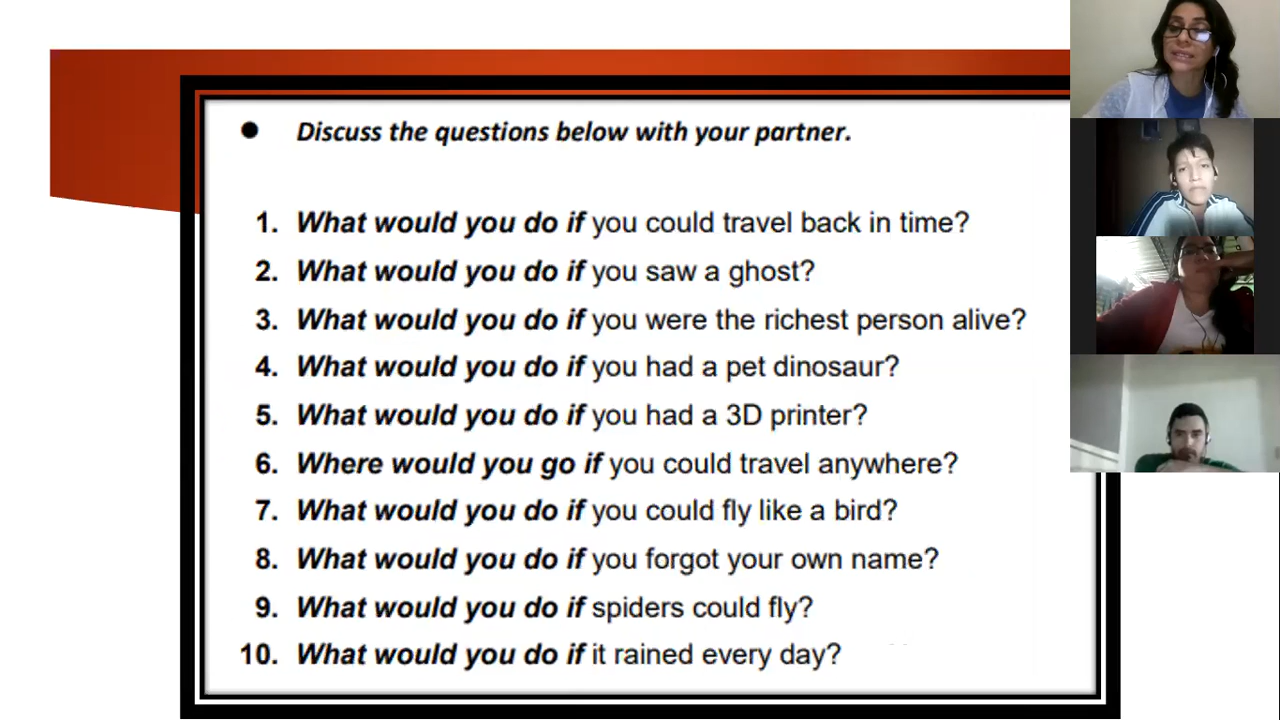 ● Discuss the questions below with your partner.
1. What would you do if you could travel back in time?
2. What would you do if you saw a ghost?
3. What would you do if you were the richest person alive?
4. What would you do if you had a pet dinosaur?
5. What would you do if you had a 3D printer?
6. Where would you go if you could travel anywhere?
7. What would you do if you could fly like a bird?
8. What would you do if you forgot your own name?
9. What would you do if spiders could fly?
10. What would you do if it rained every day?